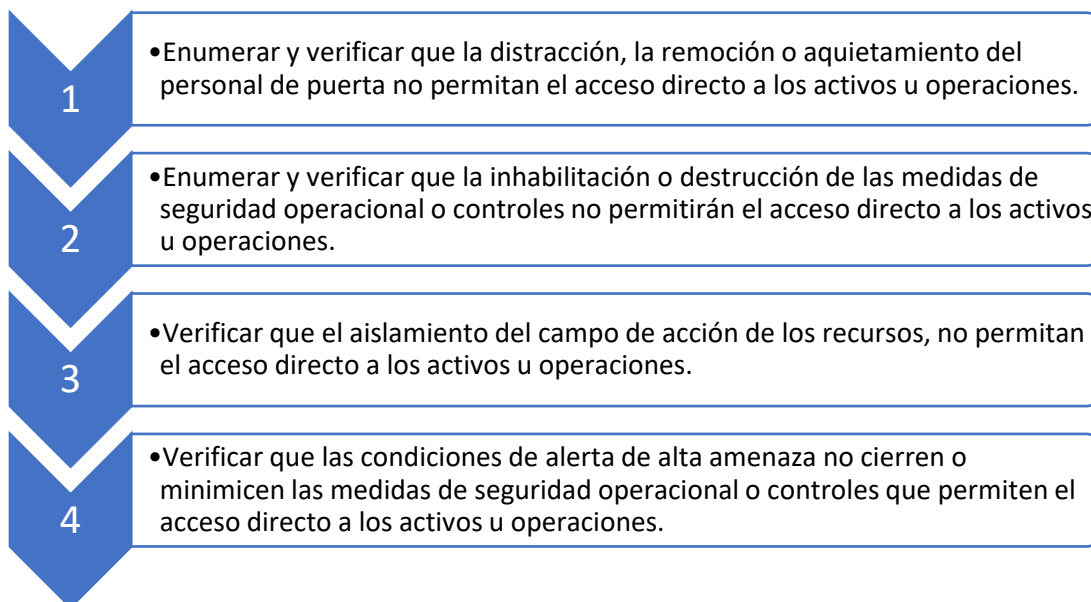 1
•Enumerar y verificar que la distracción, la remoción o aquietamiento del
personal de puerta no permitan el acceso directo a los activos u operaciones.
2
•Enumerar y verificar que la inhabilitación o destrucción de las medidas de
seguridad operacional o controles no permitirán el acceso directo a los activos
u operaciones.
3
•Verificar que el aislamiento del campo de acción de los recursos, no permitan
el acceso directo a los activos u operaciones.
4
•Verificar que las condiciones de alerta de alta amenaza no cierren o
minimicen las medidas de seguridad operacional o controles que permiten el
acceso directo a los activos u operaciones.